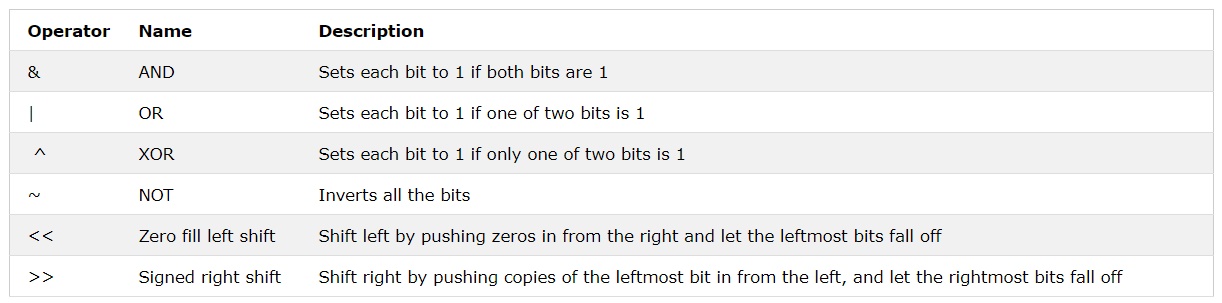 Operator Name Description
& AND Sets each bit to 1 if both bits are 1
| OR Sets each bit to 1 if one of two bits is 1
^ XOR Sets each bit to 1 if only one of two bits is 1
~ NOT Inverts all the bits
<< Zero fill left shift Shift left by pushing zeros in from the right and let the leftmost bits fall off
>> Signed right shift Shift right by pushing copies of the leftmost bit in from the left, and let the rightmost bits fall off